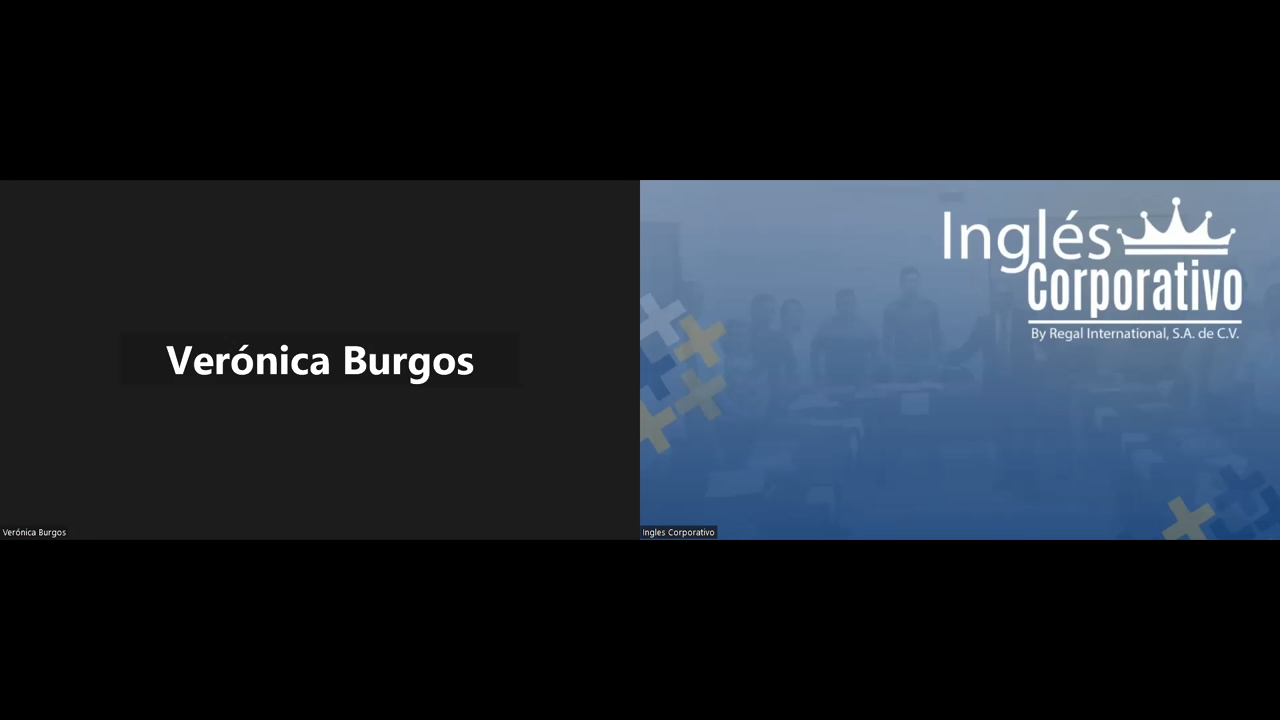 Verónica Burgos
Verónica Burgos
Inglés
Corporativo
By Regal International, S.A. de C.V.
Ingles Corporativo